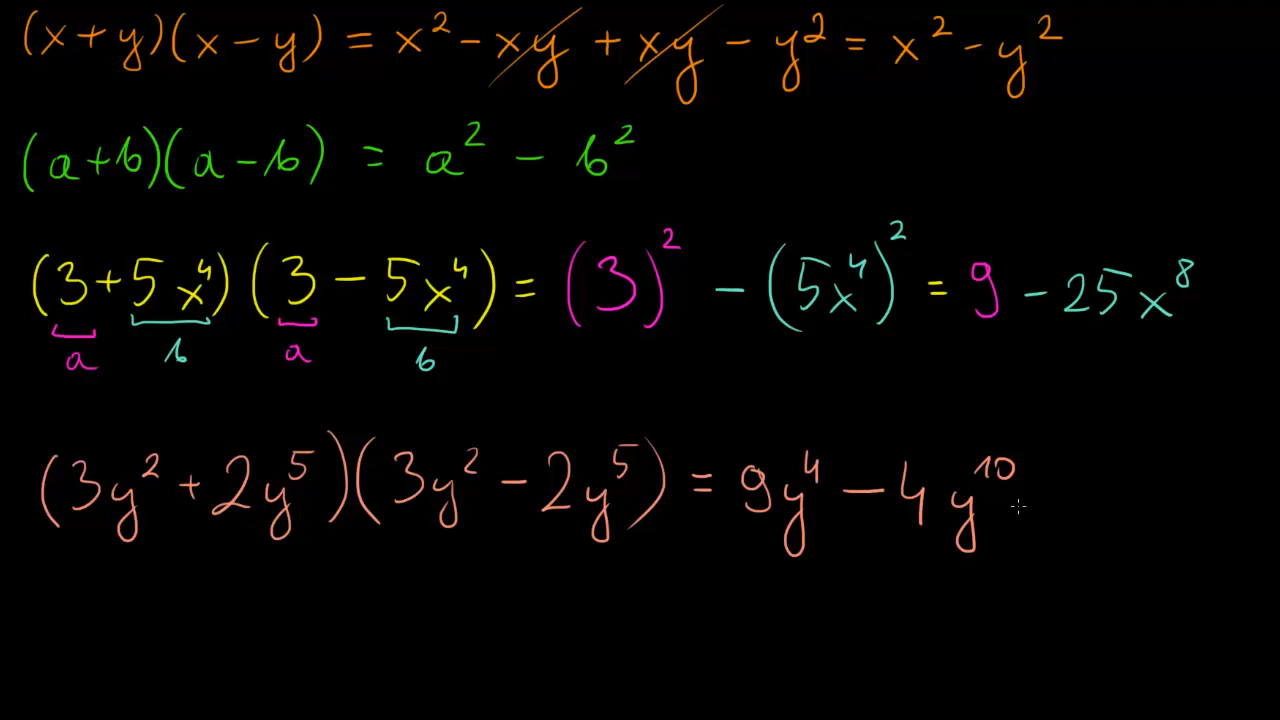 (x+y)(x-y) = x² - xy + xy - y² = x² - y²
(a+b)(a-b) = a² - b²
(3+5x⁴)(3-5x⁴) = (3)² - (5x⁴)² = 9 - 25x⁸
a b a b
(3y²+2y⁵)(3y²-2y⁵) = 9y⁴ - 4y¹⁰